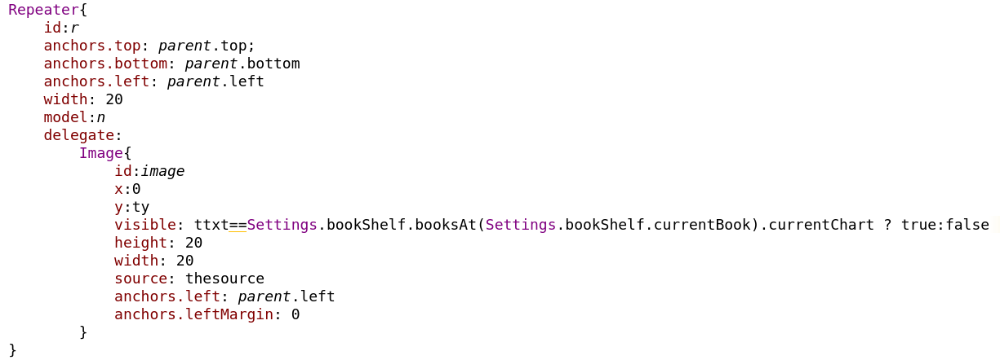 Repeater{
    id:r
    anchors.top: parent.top;
    anchors.bottom: parent.bottom
    anchors.left: parent.left
    width: 20
    model:n
    delegate:
        Image{
            id:image
            x:0
            y:ty
            visible: ttxt==Settings.bookShelf.booksAt(Settings.bookShelf.currentBook).currentChart ? true:false
            height: 20
            width: 20
            source: thesource
            anchors.left: parent.left
            anchors.leftMargin: 0
        }
}